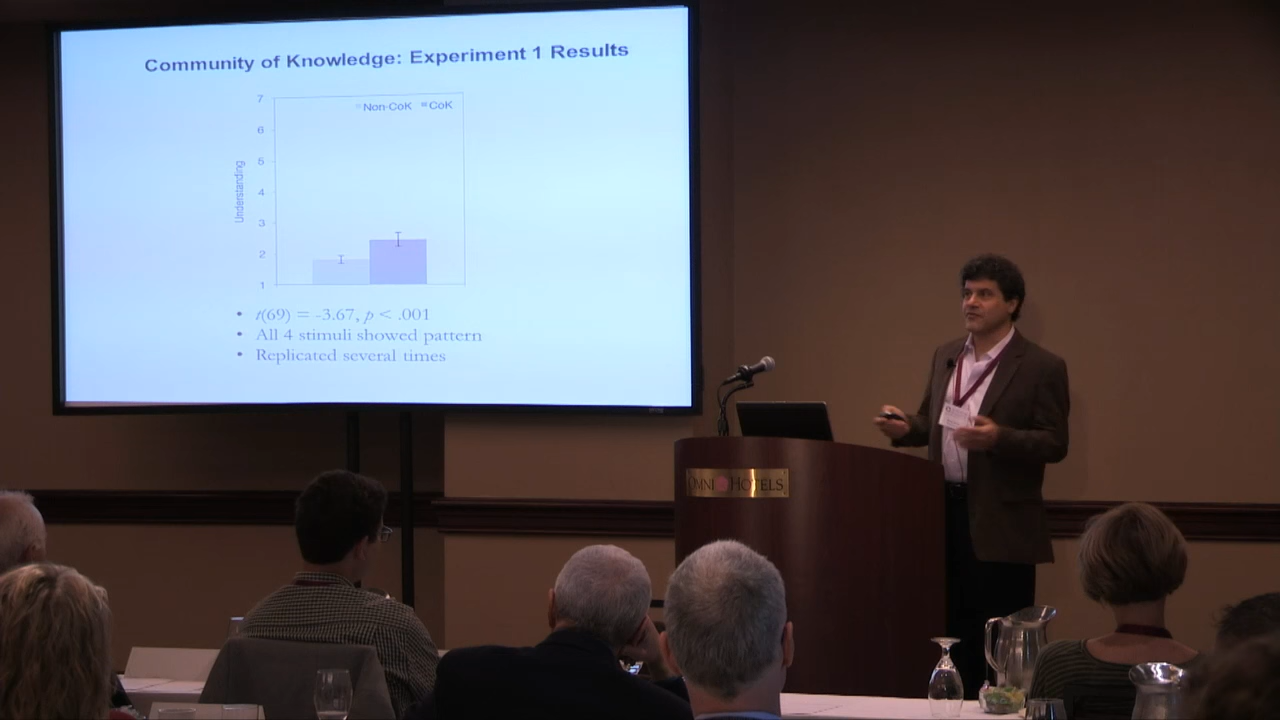 Community of Knowledge: Experiment 1 Results
7
Non-CoK CoK
6
5
4
3
2
1
Understanding
• t(69) = -3.67, p < .001
• All 4 stimuli showed pattern
• Replicated several times
OMNI HOTELS